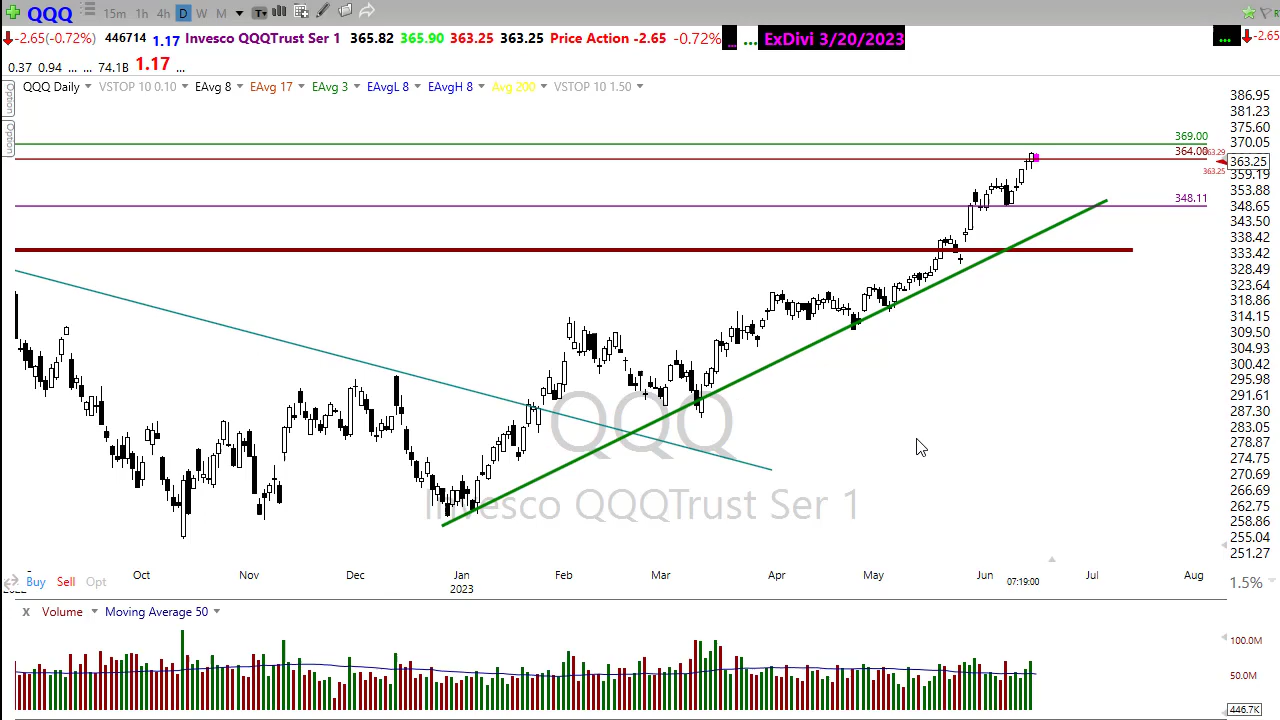 QQQ 15m 1h 4h D W M T
-2.65(-0.72%) 446714 1.17 Invesco QQQTrust Ser 1 365.82 365.90 363.25 363.25 Price Action -2.65 -0.72% ... ... ExDivi 3/20/2023 ... -2.65
0.37 0.94 ... ... 74.1B 1.17 ...
QQQ Daily VSTOP 10 0.10 EAvg 8 EAvg 17 EAvg 3 EAvgL 8 EAvgH 8 Avg 200 VSTOP 10 1.50
Option
Option
386.95
381.23
375.60
369.00
370.05
364.00
363.29
363.25
363.25
359.19
353.88
348.11
348.65
343.50
338.42
333.42
328.49
323.64
318.86
314.15
309.50
304.93
300.42
295.98
291.61
287.30
283.05
278.87
274.75
270.69
266.69
262.75
258.86
255.04
251.27
QQQ
Invesco QQQTrust Ser 1
Oct Nov Dec Jan Feb Mar Apr May Jun Jul Aug
Buy Sell Opt 2023 07:19:00 1.5%
X Volume Moving Average 50
100.0M
50.0M
446.7K